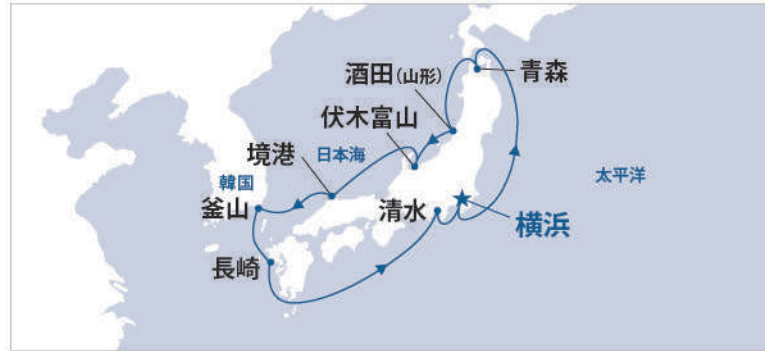 酒田(山形)
青森
伏木富山
境港
日本海
韓国
太平洋
釜山
清水
横浜
長崎